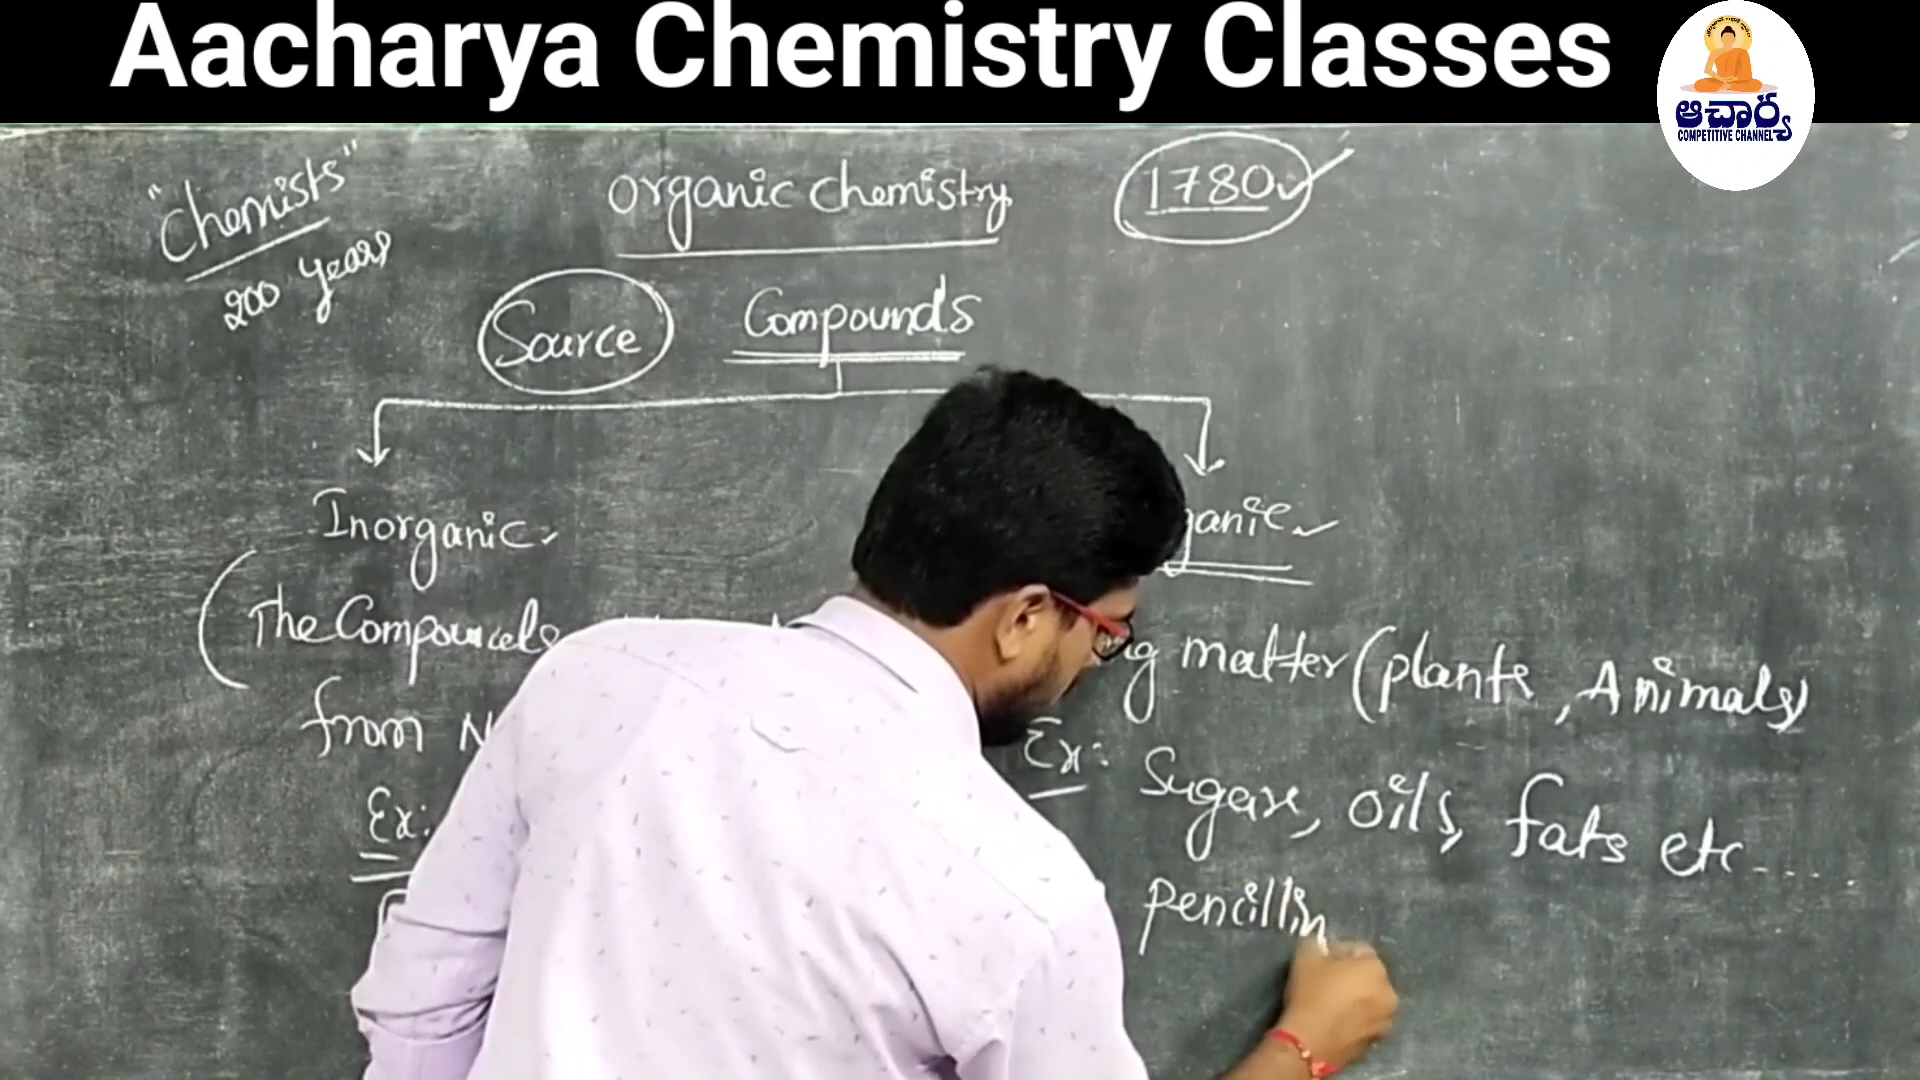 Aacharya Chemistry Classes
ఆచార్య
COMPETITIVE CHANNEL
"Chemists"
200 years
Organic Chemistry
1780
Source
Compounds
Inorganic
The Compounds
from N
Ex:
ganic
g matter (plants, Animals)
Ex: Sugars, oils, fats etc....
pencillin